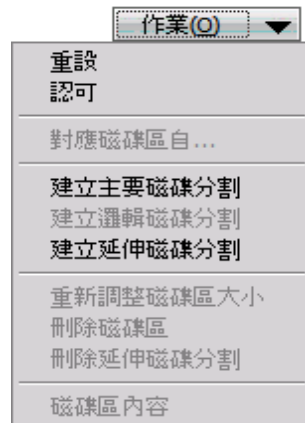 作業(O)
重設
認可
對應磁碟區自...
建立主要磁碟分割
建立邏輯磁碟分割
建立延伸磁碟分割
重新調整磁碟區大小
刪除磁碟區
刪除延伸磁碟分割
磁碟區內容